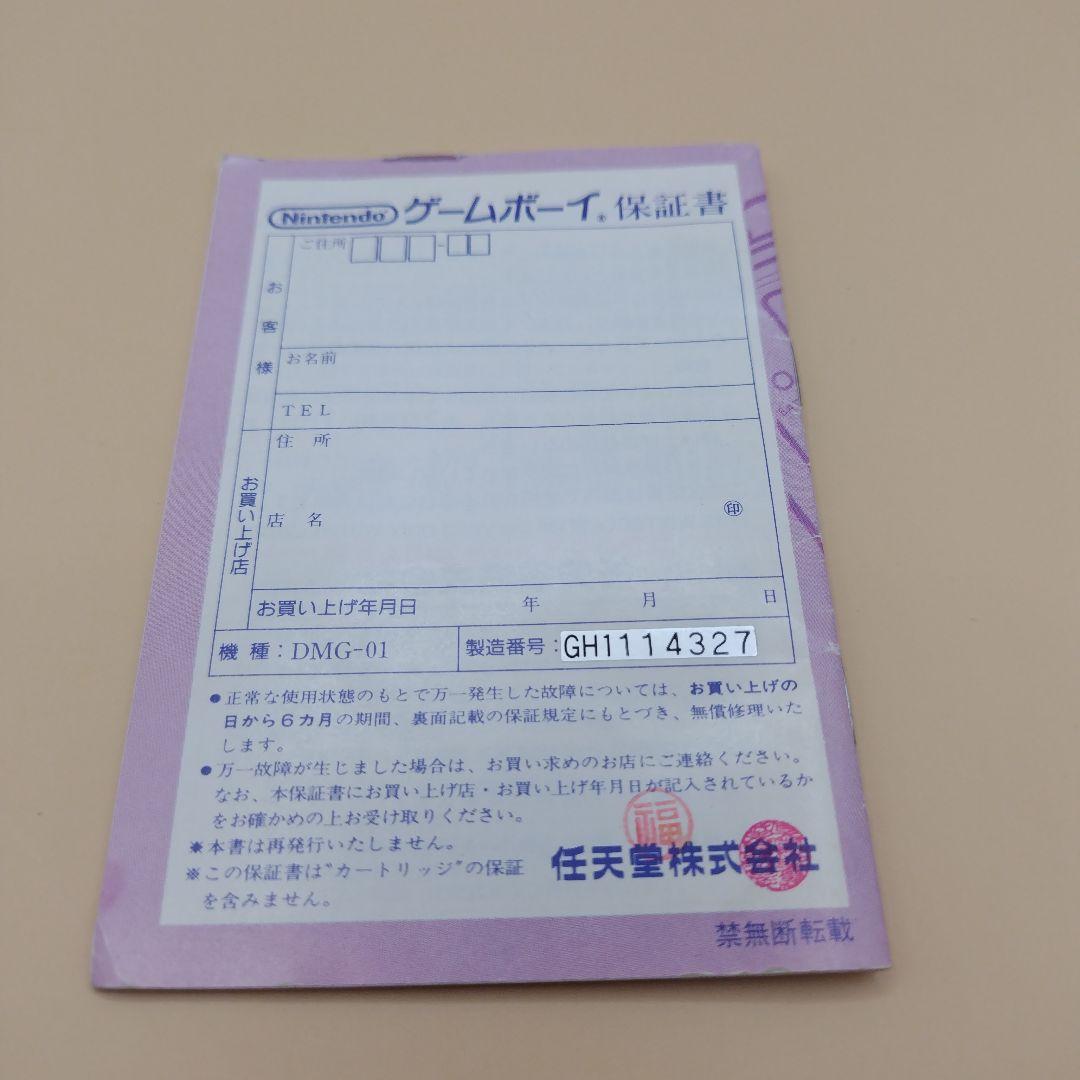 Nintendo® ゲームボーイ® 保証書
お客様
ご住所 □□□-□□
お名前
TEL
お買い上げ店
住所
店名 ㊞
お買い上げ年月日 年 月 日
機種：DMG-01 製造番号：GH1114327
●正常な使用状態のもとで万一発生した故障については、お買い上げの
日から6カ月の期間、裏面記載の保証規定にもとづき、無償修理いた
します。
●万一故障が生じました場合は、お買い求めのお店にご連絡ください。
なお、本保証書にお買い上げ店・お買い上げ年月日が記入されているか
をお確かめの上お受け取りください。
※本書は再発行いたしません。
福
※この保証書は"カートリッジ"の保証
を含みません。
任天堂株式会社
禁無断転載